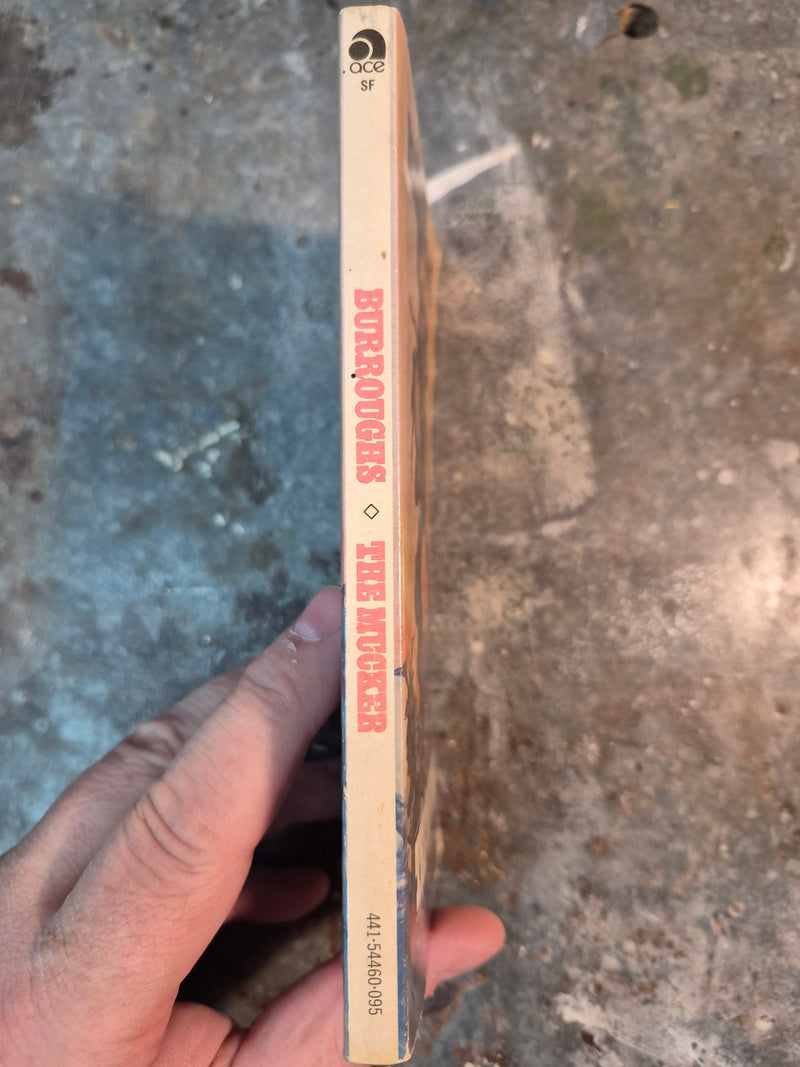 ace
SF
BURROUGHS ◇ THE MUCKER
441·54460·095